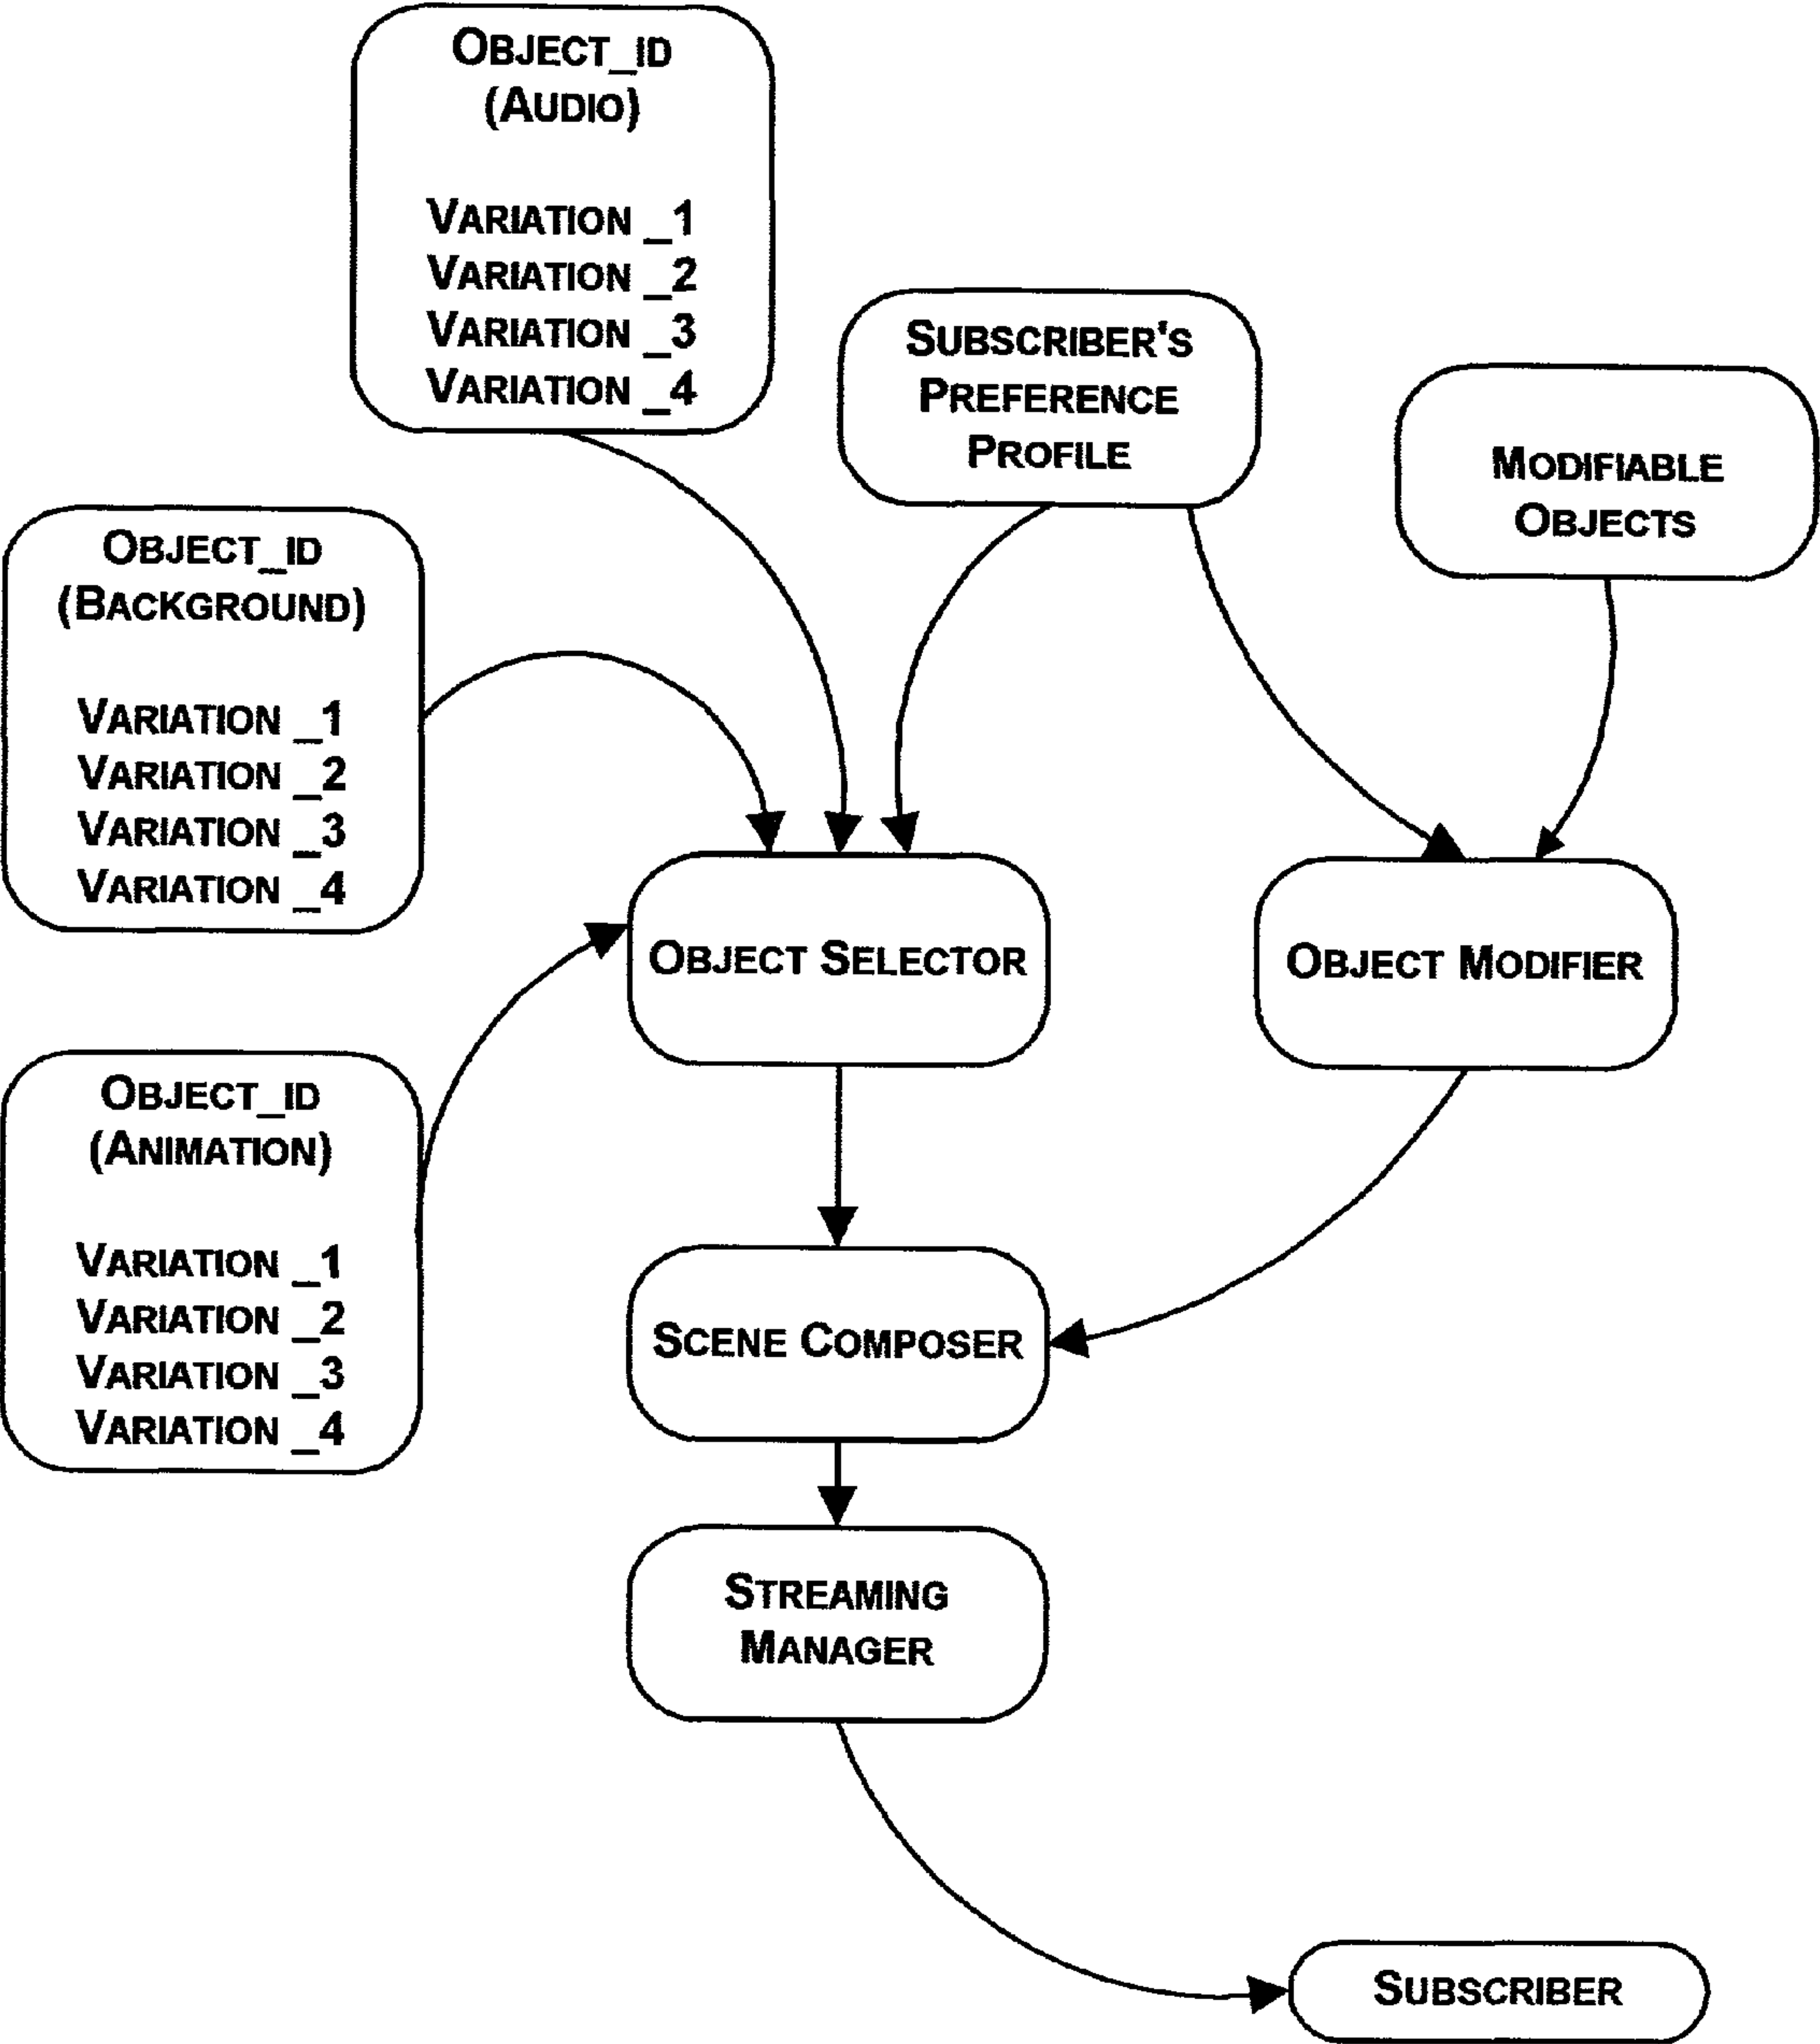 OBJECT_ID
(AUDIO)
VARIATION _1
VARIATION _2
VARIATION _3
VARIATION _4
SUBSCRIBER'S
PREFERENCE
PROFILE
MODIFIABLE
OBJECTS
OBJECT_ID
(BACKGROUND)
VARIATION _1
VARIATION _2
VARIATION _3
VARIATION _4
OBJECT SELECTOR
OBJECT MODIFIER
OBJECT_ID
(ANIMATION)
VARIATION _1
VARIATION _2
VARIATION _3
VARIATION _4
SCENE COMPOSER
STREAMING
MANAGER
SUBSCRIBER